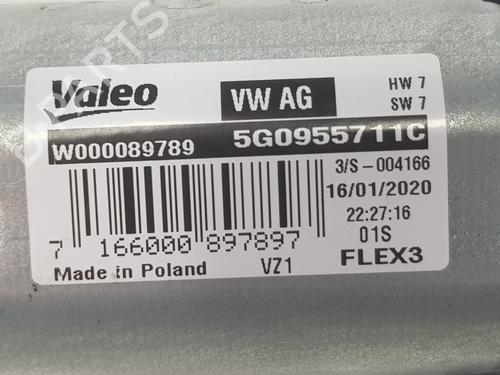 Valeo
VW AG
HW 7
SW 7
W000089789
5G0955711C
3/S-004166
16/01/2020
22:27:16
01S
FLEX3
7 166000 897897
Made in Poland
VZ1